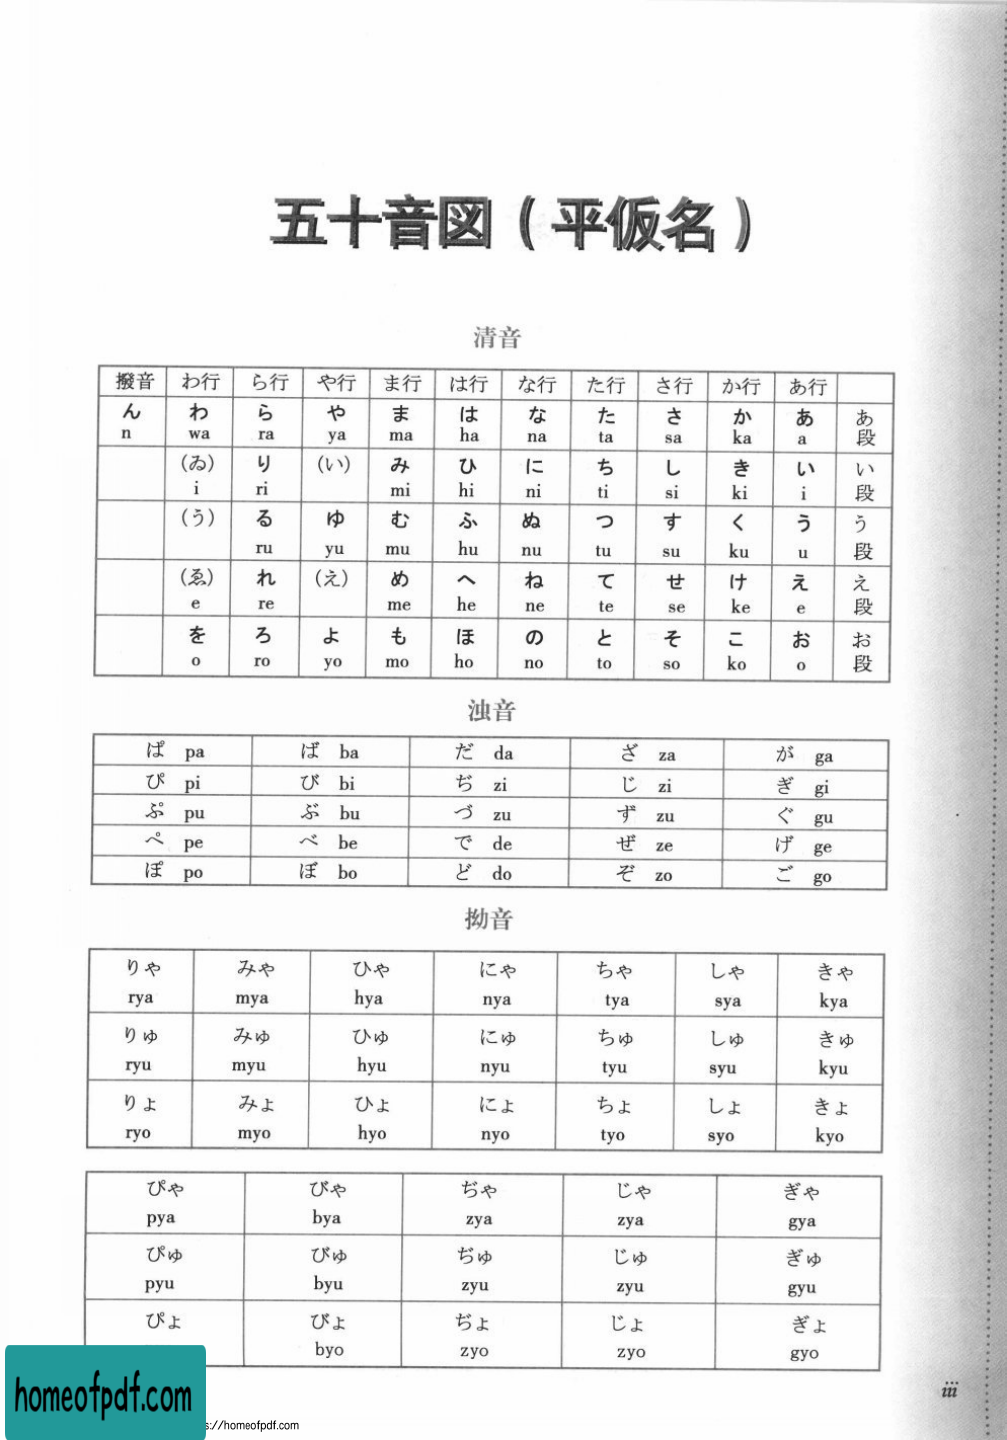 五十音図（平仮名）
清音
撥音 わ行 ら行 や行 ま行 は行 な行 た行 さ行 か行 あ行
ん わ ら や ま は な た さ か あ あ
n wa ra ya ma ha na ta sa ka a 段
(ゐ) り (い) み ひ に ち し き い い
i ri mi hi ni ti si ki i 段
(う) る ゆ む ふ ぬ つ す く う う
ru yu mu hu nu tu su ku u 段
(ゑ) れ (え) め へ ね て せ け え え
e re me he ne te se ke e 段
を ろ よ も ほ の と そ こ お お
o ro yo mo ho no to so ko o 段
浊音
ぱ pa ば ba だ da ざ za が ga
ぴ pi び bi ぢ zi じ zi ぎ gi
ぷ pu ぶ bu づ zu ず zu ぐ gu
ぺ pe べ be で de ぜ ze げ ge
ぽ po ぼ bo ど do ぞ zo ご go
拗音
りゃ みゃ ひゃ にゃ ちゃ しゃ きゃ
rya mya hya nya tya sya kya
りゅ みゅ ひゅ にゅ ちゅ しゅ きゅ
ryu myu hyu nyu tyu syu kyu
りょ みょ ひょ にょ ちょ しょ きょ
ryo myo hyo nyo tyo syo kyo
ぴゃ びゃ ぢゃ じゃ ぎゃ
pya bya zya zya gya
ぴゅ びゅ ぢゅ じゅ ぎゅ
pyu byu zyu zyu gyu
ぴょ びょ ぢょ じょ ぎょ
byo zyo zyo gyo
iii
homeofpdf.com
s://homeofpdf.com